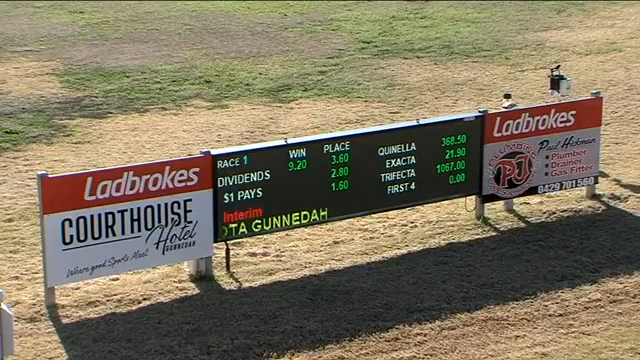 Ladbrokes
COURTHOUSE
Hotel
GUNNEDAH
Where good Sports Meet
RACE 1 WIN PLACE
DIVIDENDS 9.20 3.60
2.80
$1 PAYS 1.60
Interim
OTA GUNNEDAH
QUINELLA 368.50
EXACTA 21.90
TRIFECTA 1067.00
FIRST 4 0.00
Ladbrokes
PLUMBING
PJ
Paul Hickman
• Plumber
• Drainer
• Gas Fitter
0429 701 560